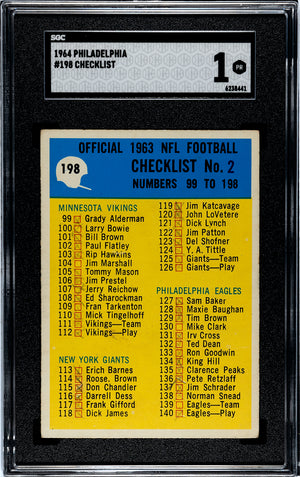 SGC
1964 PHILADELPHIA
#198 CHECKLIST
1
PR
6238441
OFFICIAL 1963 NFL FOOTBALL
198
CHECKLIST No. 2
NUMBERS 99 TO 198
MINNESOTA VIKINGS
99 Grady Alderman
100 Larry Bowie
101 Bill Brown
102 Paul Flatley
103 Rip Hawkins
104 Jim Marshall
105 Tommy Mason
106 Jim Prestel
107 Jerry Reichow
108 Ed Sharockman
109 Fran Tarkenton
110 Mick Tingelhoff
111 Vikings—Team
112 Vikings—Play
NEW YORK GIANTS
113 Erich Barnes
114 Roose. Brown
115 Don Chandler
116 Darrell Dess
117 Frank Gifford
118 Dick James
119 Jim Katcavage
120 John LoVetere
121 Dick Lynch
122 Jim Patton
123 Del Shofner
124 Y. A. Tittle
125 Giants—Team
126 Giants—Play
PHILADELPHIA EAGLES
127 Sam Baker
128 Maxie Baughan
129 Tim Brown
130 Mike Clark
131 Irv Cross
132 Ted Dean
133 Ron Goodwin
134 King Hill
135 Clarence Peaks
136 Pete Retzlaff
137 Jim Schrader
138 Norman Snead
139 Eagles—Team
140 Eagles—Play